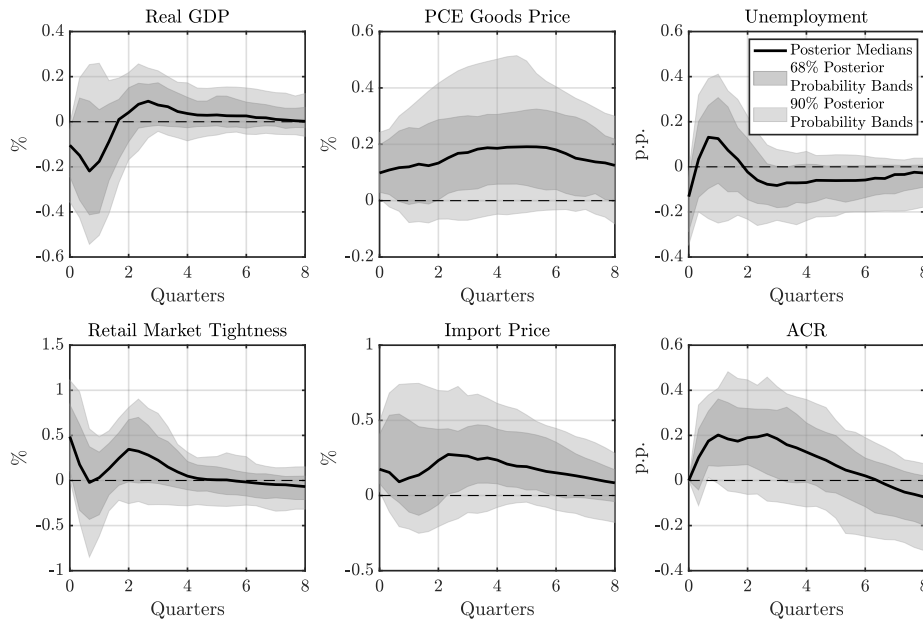 Real GDP
0.4
0.2
0
-0.2
-0.4
-0.6
%
0 2 4 6 8
Quarters
PCE Goods Price
0.6
0.4
0.2
0
-0.2
%
0 2 4 6 8
Quarters
Unemployment
0.6
0.4
0.2
0
-0.2
-0.4
p.p.
0 2 4 6 8
Quarters
Posterior Medians
68% Posterior
Probability Bands
90% Posterior
Probability Bands
Retail Market Tightness
1.5
1
0.5
0
-0.5
-1
%
0 2 4 6 8
Quarters
Import Price
1
0.5
0
-0.5
%
0 2 4 6 8
Quarters
ACR
0.6
0.4
0.2
0
-0.2
-0.4
p.p.
0 2 4 6 8
Quarters